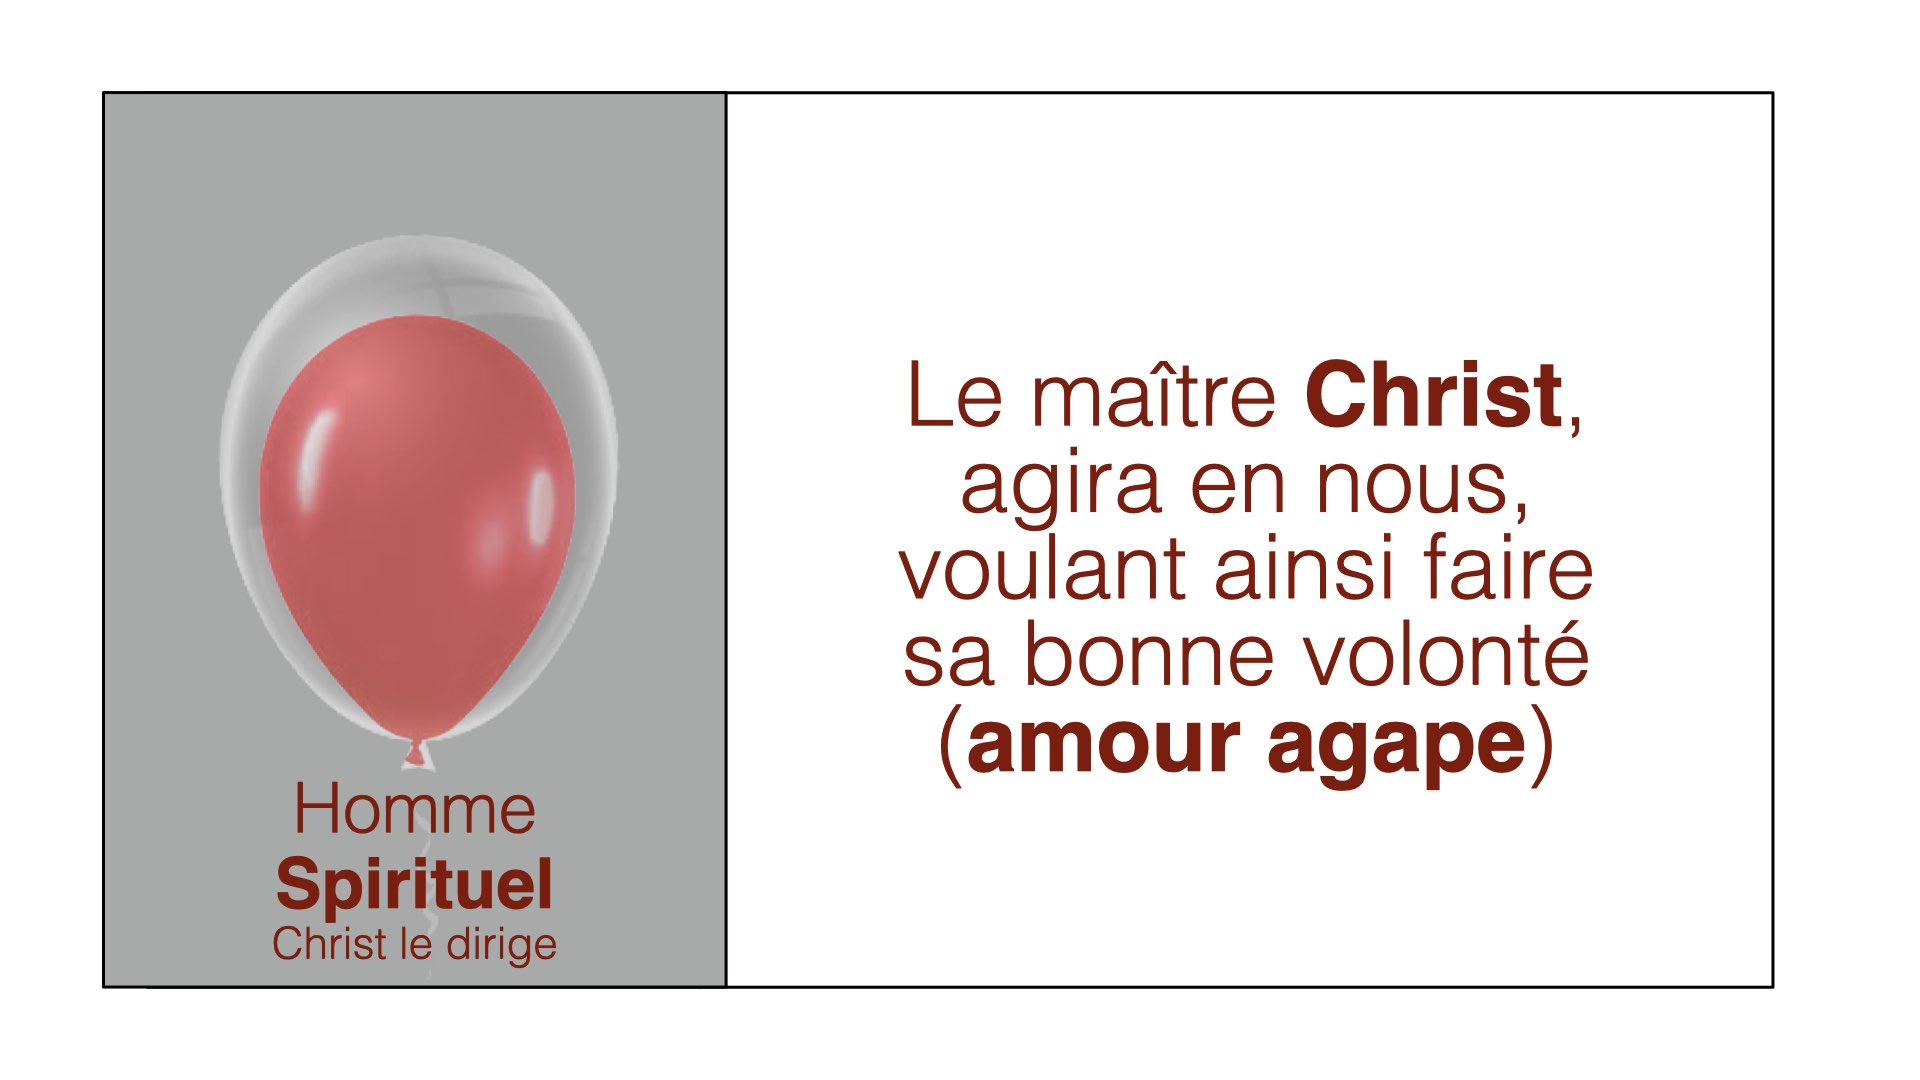 Homme
Spirituel
Christ le dirige
Le maître Christ,
agira en nous,
voulant ainsi faire
sa bonne volonté
(amour agape)